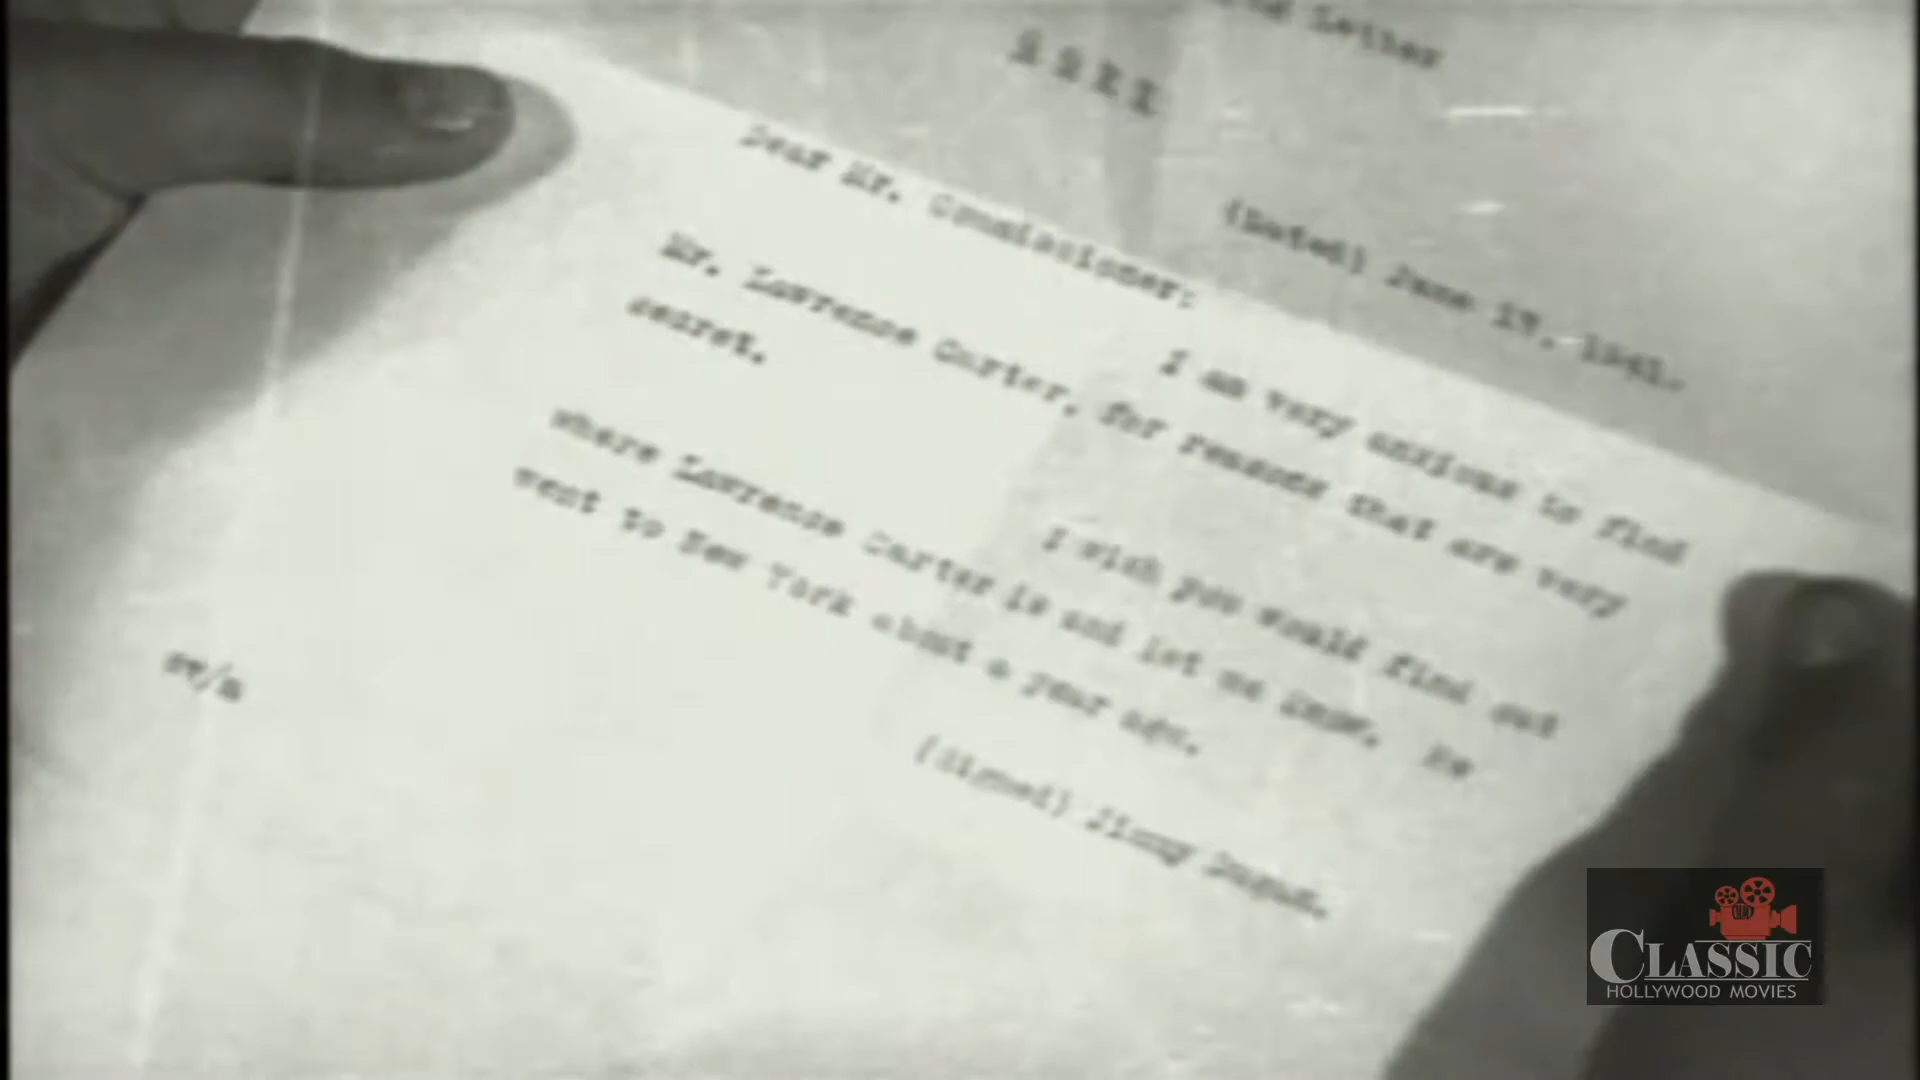 Letter
(Dated) June 19, 1941.
Dear Mr. Commissioner:
I am very anxious to find
Mr. Lawrence Carter, for reasons that are very
secret.
I wish you would find out
where Lawrence Carter is and let me know. He
went to New York about a year ago.
(Signed) Jimmy
CLASSIC
HOLLYWOOD MOVIES